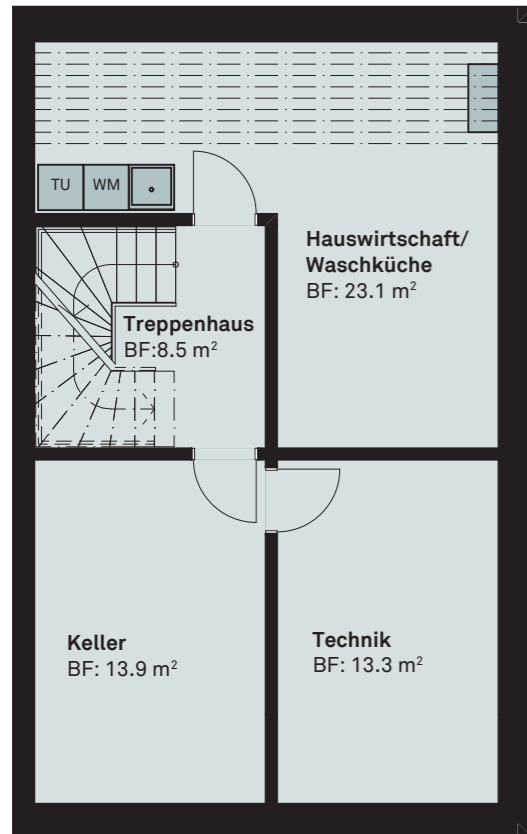 TU WM
Hauswirtschaft/
Waschküche
BF: 23.1 m²
Treppenhaus
BF:8.5 m²
Keller
BF: 13.9 m²
Technik
BF: 13.3 m²